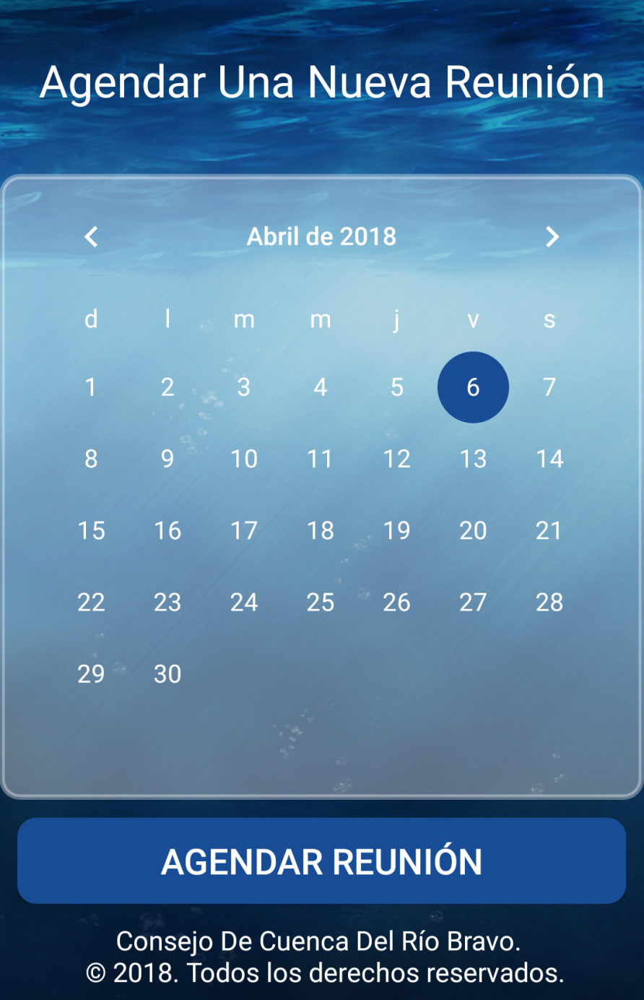 Agendar Una Nueva Reunión
Abril de 2018
d l m m j v s
1 2 3 4 5 6 7
8 9 10 11 12 13 14
15 16 17 18 19 20 21
22 23 24 25 26 27 28
29 30
AGENDAR REUNIÓN
Consejo De Cuenca Del Río Bravo.
© 2018. Todos los derechos reservados.